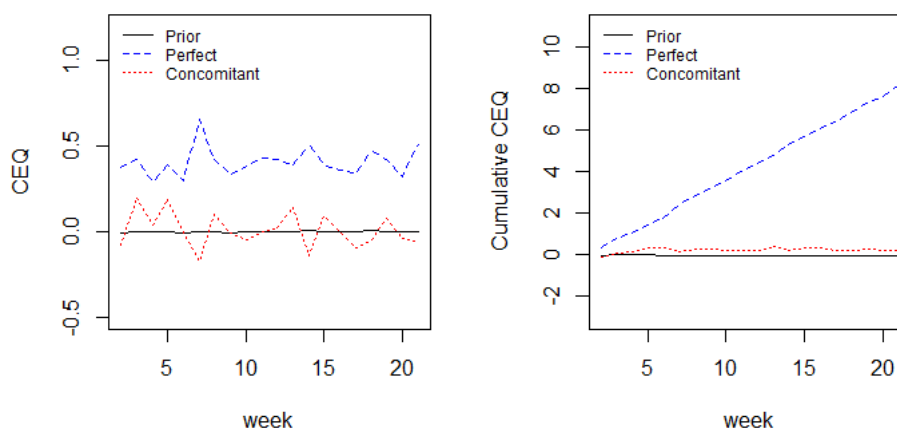 CEQ
1.0
0.5
0.0
-0.5
Prior
Perfect
Concomitant
5
10
15
20
week
Cumulative CEQ
10
8
6
4
2
0
-2
Prior
Perfect
Concomitant
5
10
15
20
week